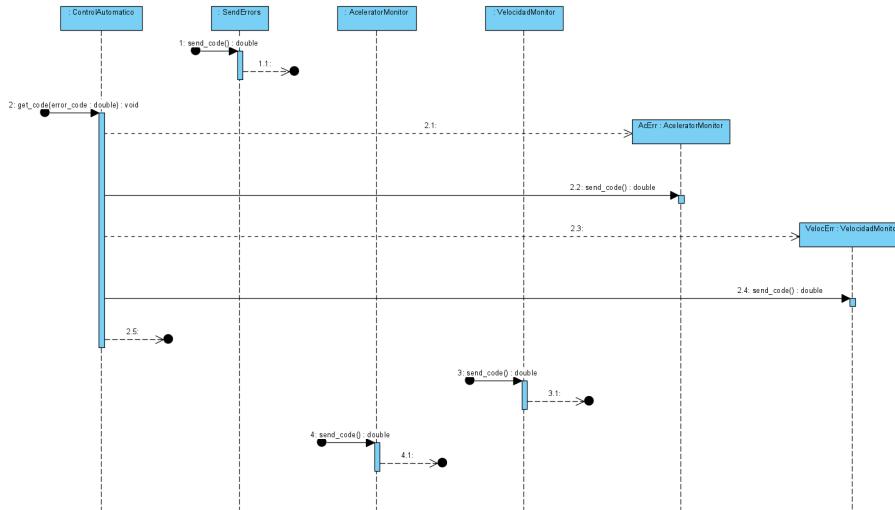 : ControlAutomatico
: SendErrors
: AceleratorMonitor
: VelocidadMonitor
1: send_code() : double
1.1:
2: get_code(error_code : double) : void
2.1:
AcErr : AceleratorMonitor
2.2: send_code() : double
2.3:
VelocErr : VelocidadMonitor
2.4: send_code() : double
2.5:
3: send_code() : double
3.1:
4: send_code() : double
4.1: